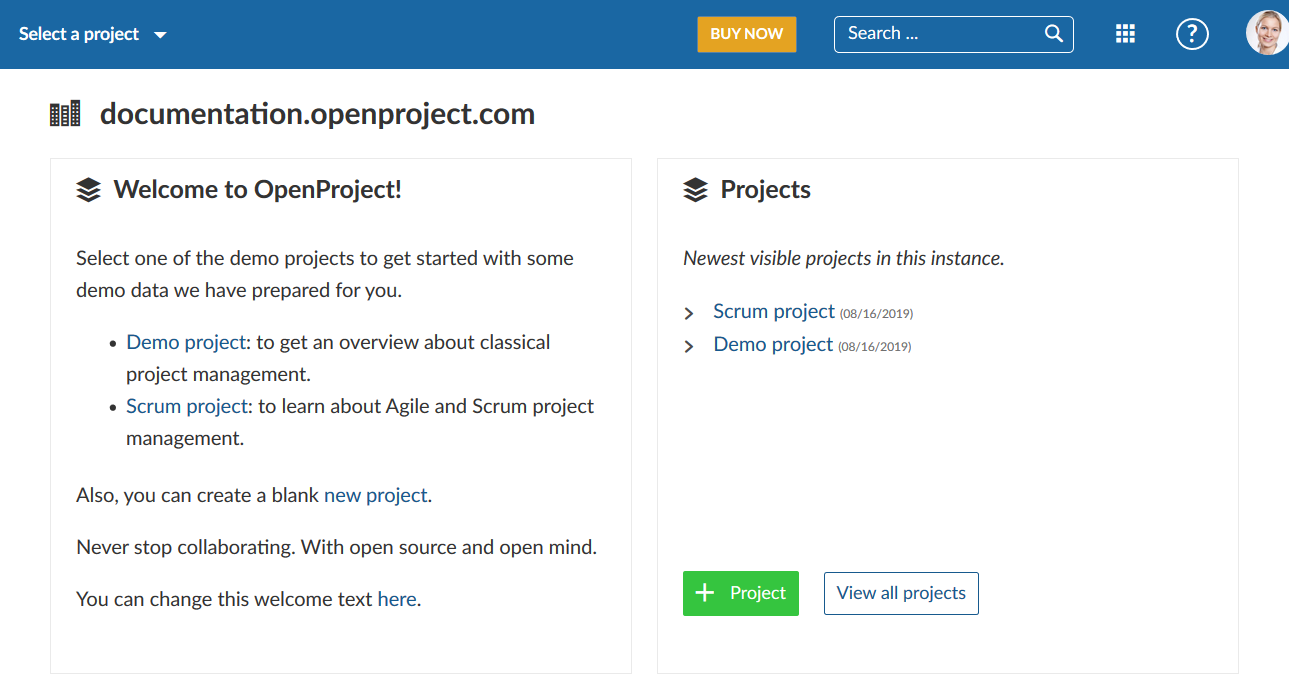 Select a project
BUY NOW
Search ...
?
documentation.openproject.com
Welcome to OpenProject!
Select one of the demo projects to get started with some
demo data we have prepared for you.
• Demo project: to get an overview about classical
project management.
• Scrum project: to learn about Agile and Scrum project
management.
Also, you can create a blank new project.
Never stop collaborating. With open source and open mind.
You can change this welcome text here.
Projects
Newest visible projects in this instance.
Scrum project (08/16/2019)
Demo project (08/16/2019)
+ Project
View all projects